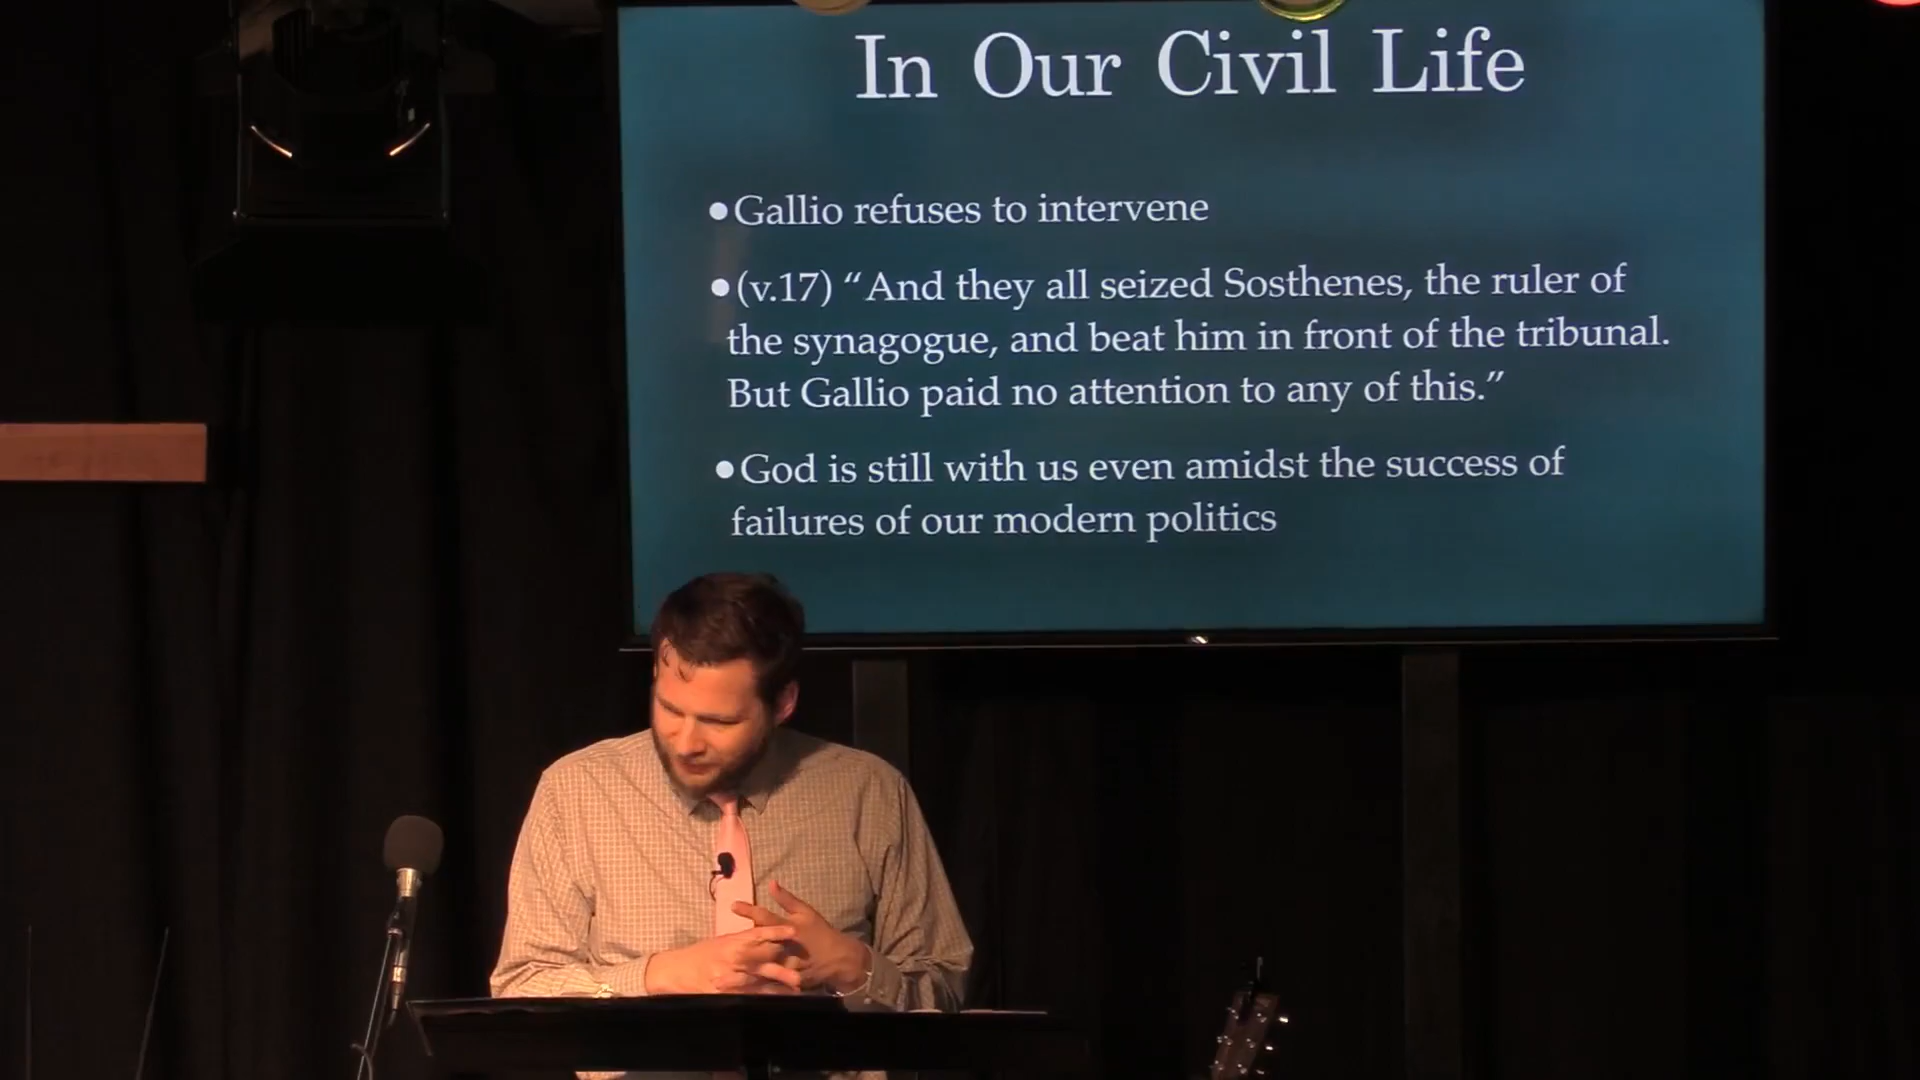 In Our Civil Life
•Gallio refuses to intervene
•(v.17) “And they all seized Sosthenes, the ruler of
the synagogue, and beat him in front of the tribunal.
But Gallio paid no attention to any of this.”
•God is still with us even amidst the success of
failures of our modern politics